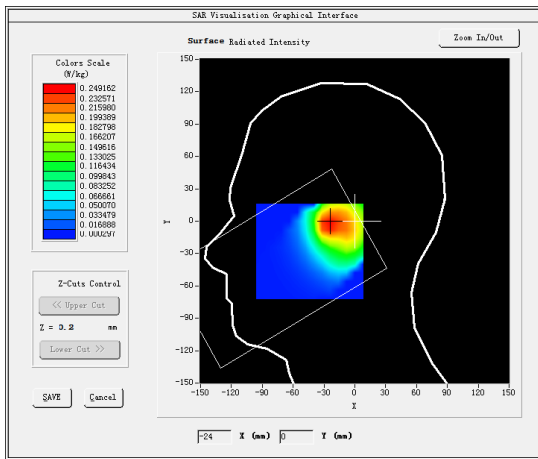 SAR Visualisation Graphical Interface
Surface Radiated Intensity
Zoom In/Out
Colors Scale
(W/kg)
0.249162
0.232571
0.215980
0.199389
0.182798
0.166207
0.149616
0.133025
0.116434
0.099843
0.083252
0.066661
0.050070
0.033479
0.016888
0.000297
Z-Cuts Control
<< Upper Cut
Z = 0.2 mm
Lower Cut >>
SAVE Cancel
150
120
90
60
30
0
-30
-60
-90
-120
-150
Y
-150 -120 -90 -60 -30 0 30 60 90 120 150
X
-24 X (mm) 0 Y (mm)